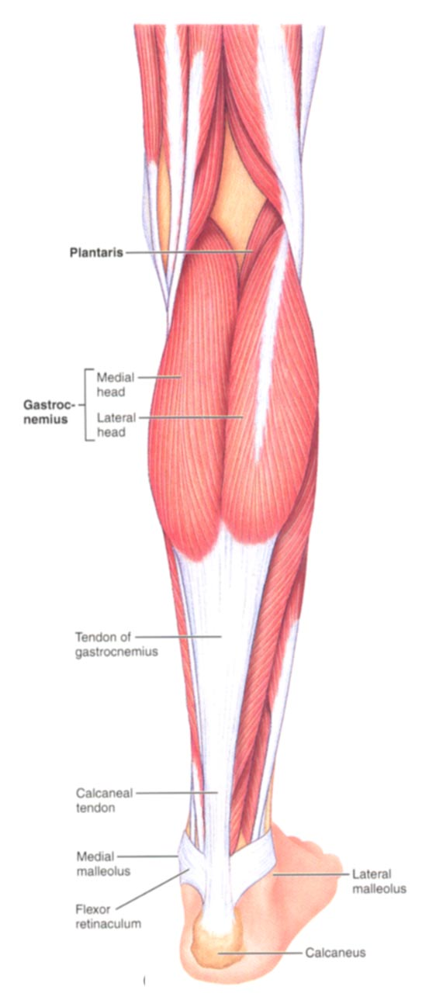 Plantaris
Medial
head
Gastroc-
nemius
Lateral
head
Tendon of
gastrocnemius
Calcaneal
tendon
Medial
malleolus
Lateral
malleolus
Flexor
retinaculum
Calcaneus
(